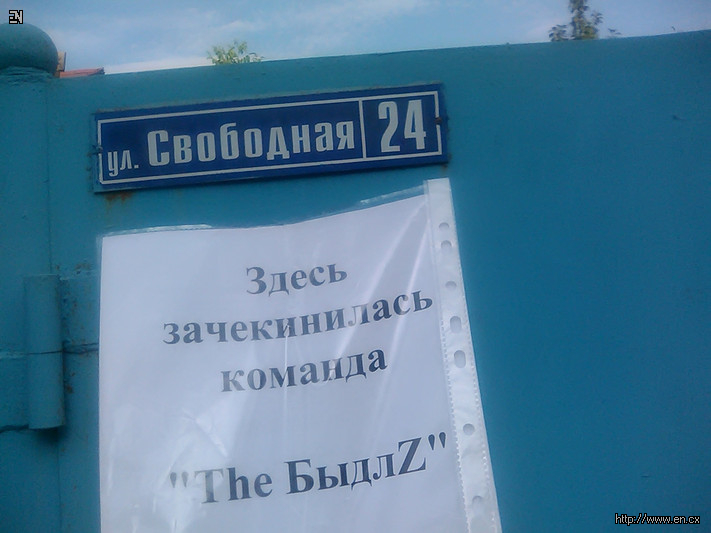 EN
ул. Свободная 24
Здесь
зачекинилась
команда
"The БыдлZ"
http://www.en.cx